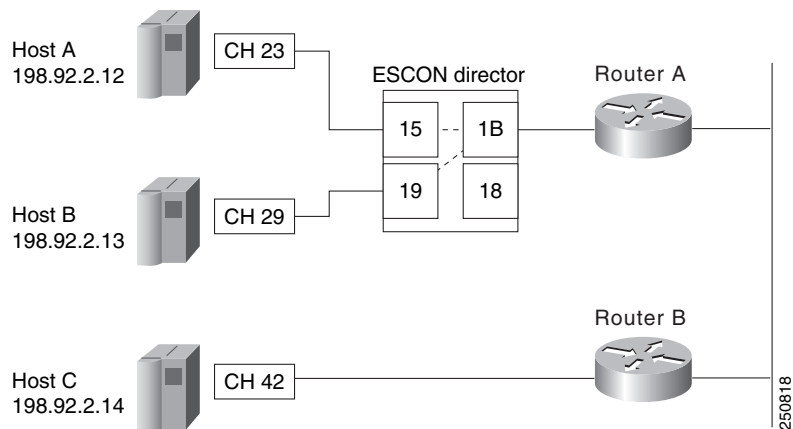 Host A
198.92.2.12
CH 23
ESCON director
15
1B
19
18
Router A
Host B
198.92.2.13
CH 29
Router B
Host C
198.92.2.14
CH 42
250818